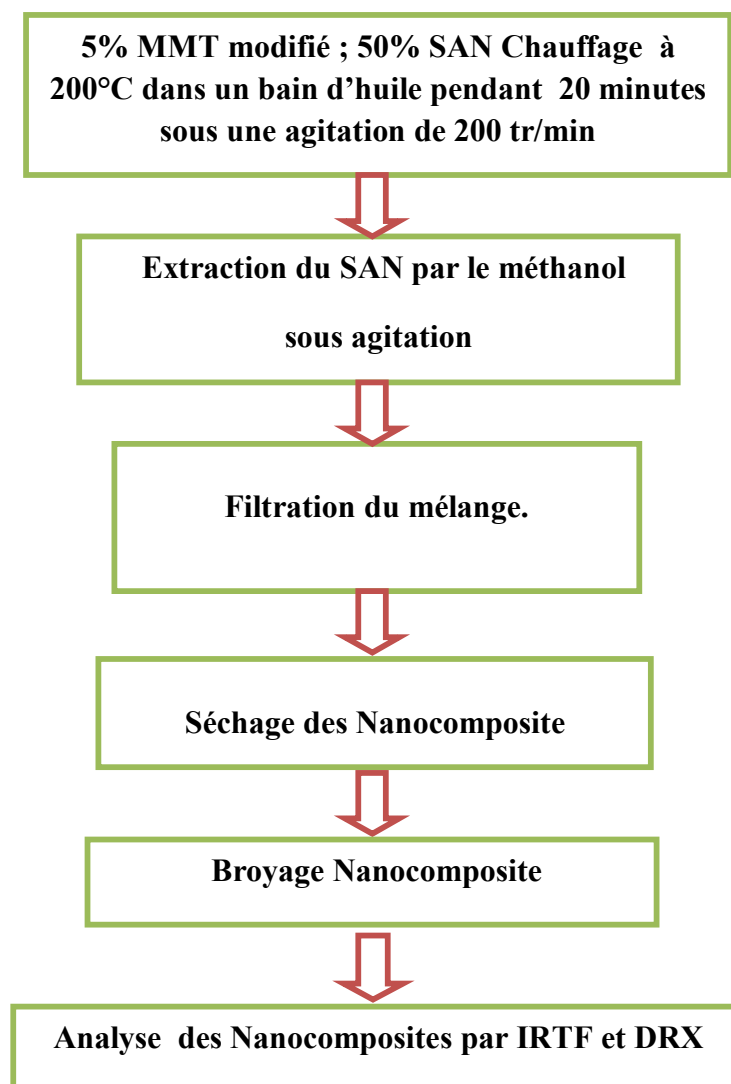 5% MMT modifié ; 50% SAN Chauffage à
200°C dans un bain d’huile pendant 20 minutes
sous une agitation de 200 tr/min
Extraction du SAN par le méthanol
sous agitation
Filtration du mélange.
Séchage des Nanocomposite
Broyage Nanocomposite
Analyse des Nanocomposites par IRTF et DRX